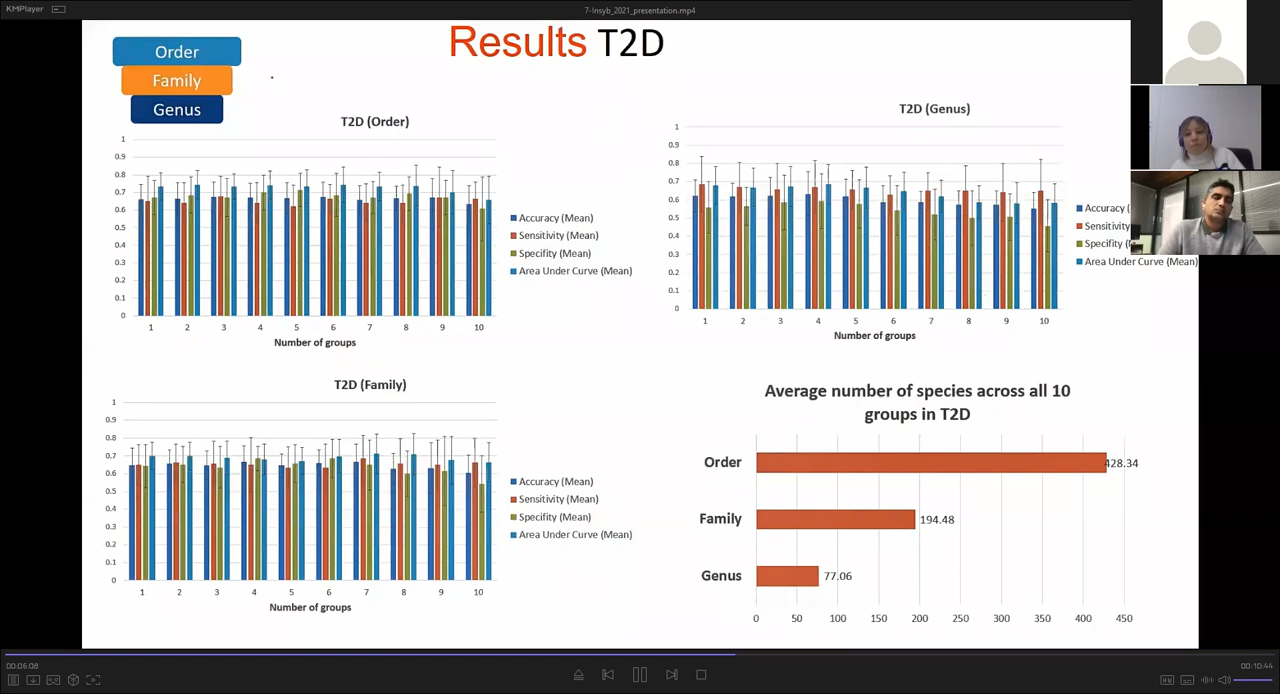 KMPlayer
7-Insyb_2021_presentation.mp4
Results T2D
Order
Family
Genus
T2D (Order)
1
0.9
0.8
0.7
0.6
0.5
0.4
0.3
0.2
0.1
0
1 2 3 4 5 6 7 8 9 10
Number of groups
Accuracy (Mean)
Sensitivity (Mean)
Specifity (Mean)
Area Under Curve (Mean)
T2D (Genus)
1
0.9
0.8
0.7
0.6
0.5
0.4
0.3
0.2
0.1
0
1 2 3 4 5 6 7 8 9 10
Number of groups
Accuracy (
Sensitivity
Specifity (
Area Under Curve (Mean)
T2D (Family)
1
0.9
0.8
0.7
0.6
0.5
0.4
0.3
0.2
0.1
0
1 2 3 4 5 6 7 8 9 10
Number of groups
Accuracy (Mean)
Sensitivity (Mean)
Specifity (Mean)
Area Under Curve (Mean)
Average number of species across all 10
groups in T2D
Order 428.34
Family 194.48
Genus 77.06
0 50 100 150 200 250 300 350 400 450
00:06:08
00:10:44